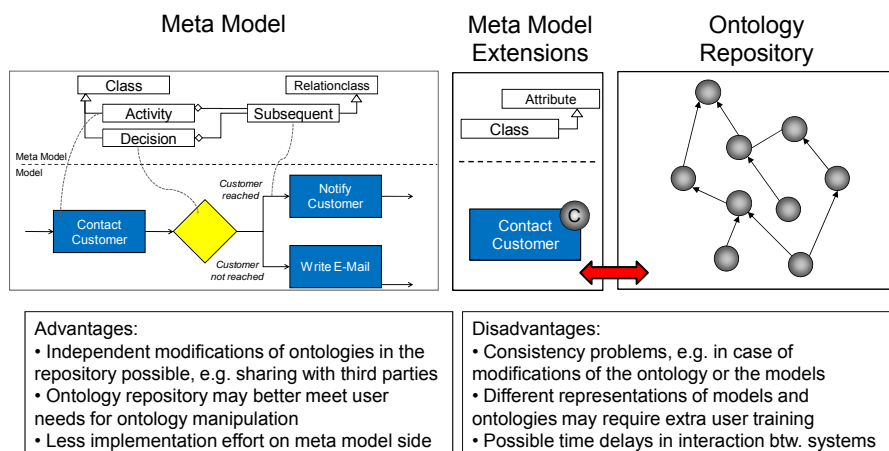 Meta Model
Meta Model
Extensions
Ontology
Repository
Class
Relationclass
Activity
Subsequent
Decision
Meta Model
Model
Attribute
Class
Customer
reached
Notify
Customer
Contact
Customer
Customer
not reached
Write E-Mail
C
Contact
Customer
Advantages:
• Independent modifications of ontologies in the
repository possible, e.g. sharing with third parties
• Ontology repository may better meet user
needs for ontology manipulation
• Less implementation effort on meta model side
Disadvantages:
• Consistency problems, e.g. in case of
modifications of the ontology or the models
• Different representations of models and
ontologies may require extra user training
• Possible time delays in interaction btw. systems